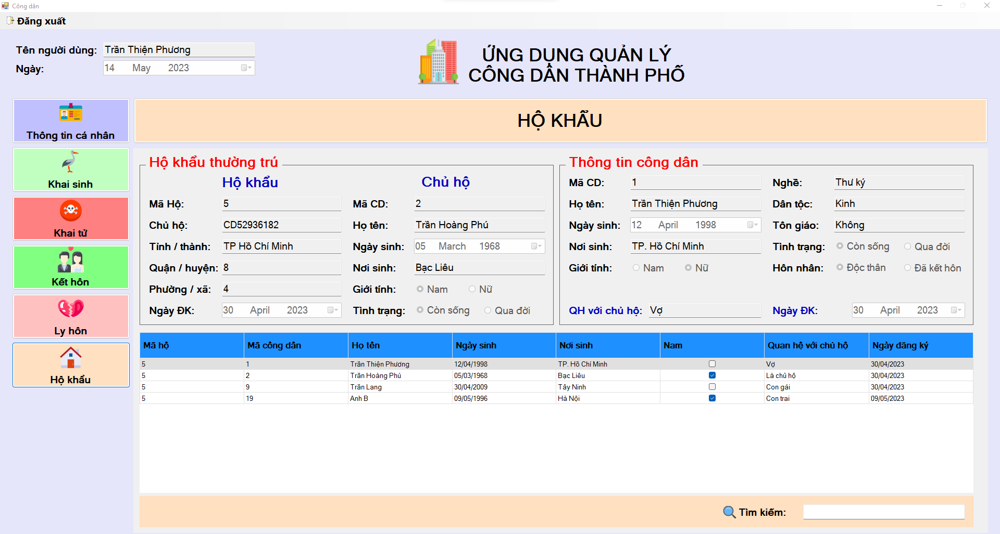 Công dân
Đăng xuất
Tên người dùng: Trần Thiện Phương
Ngày: 14 May 2023
ỨNG DỤNG QUẢN LÝ
CÔNG DÂN THÀNH PHỐ
Thông tin cá nhân
Khai sinh
Khai tử
Kết hôn
Ly hôn
Hộ khẩu
HỘ KHẨU
Hộ khẩu thường trú
Hộ khẩu
Mã Hộ: 5
Chủ hộ: CD52936182
Tỉnh / thành: TP Hồ Chí Minh
Quận / huyện: 8
Phường / xã: 4
Ngày ĐK: 30 April 2023
Chủ hộ
Mã CD: 2
Họ tên: Trần Hoàng Phú
Ngày sinh: 05 March 1968
Nơi sinh: Bạc Liêu
Giới tính: Nam Nữ
Tình trạng: Còn sống Qua đời
Thông tin công dân
Mã CD: 1
Họ tên: Trần Thiện Phương
Ngày sinh: 12 April 1998
Nơi sinh: TP. Hồ Chí Minh
Giới tính: Nam Nữ
QH với chủ hộ: Vợ
Nghề: Thư ký
Dân tộc: Kinh
Tôn giáo: Không
Tình trạng: Còn sống Qua đời
Hôn nhân: Độc thân Đã kết hôn
Ngày ĐK: 30 April 2023
Mã hộ Mã công dân Họ tên Ngày sinh Nơi sinh Nam Quan hệ với chủ hộ Ngày đăng ký
5 1 Trần Thiện Phương 12/04/1998 TP. Hồ Chí Minh Vợ 30/04/2023
5 2 Trần Hoàng Phú 05/03/1968 Bạc Liêu Là chủ hộ 30/04/2023
5 9 Trần Lang 30/04/2009 Tây Ninh Con gái 30/04/2023
5 19 Anh B 09/05/1996 Hà Nội Con trai 09/05/2023
Tìm kiếm: